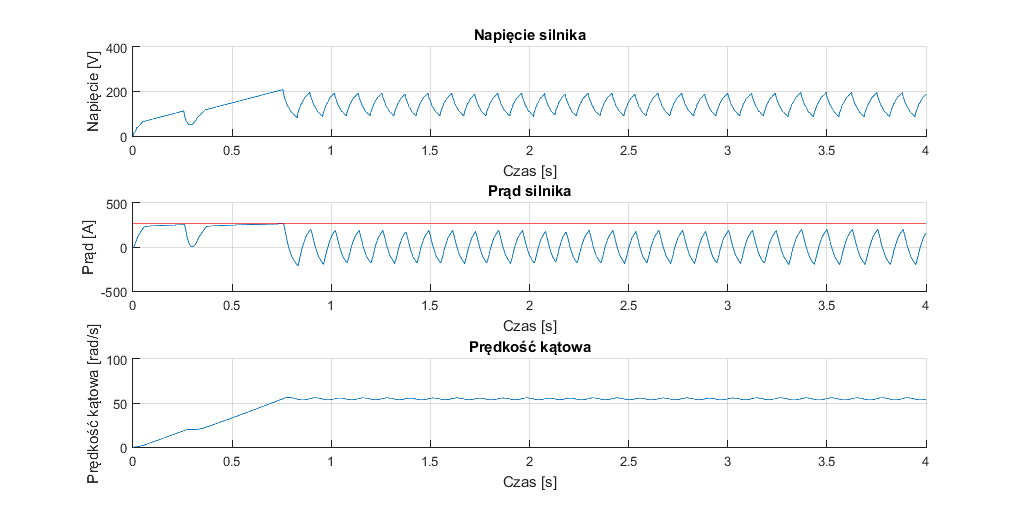 Napięcie silnika
Napięcie [V]
400
200
0
0 0.5 1 1.5 2 2.5 3 3.5 4
Czas [s]
Prąd silnika
Prąd [A]
500
0
-500
0 0.5 1 1.5 2 2.5 3 3.5 4
Czas [s]
Prędkość kątowa
Prędkość kątowa [rad/s]
100
50
0
0 0.5 1 1.5 2 2.5 3 3.5 4
Czas [s]